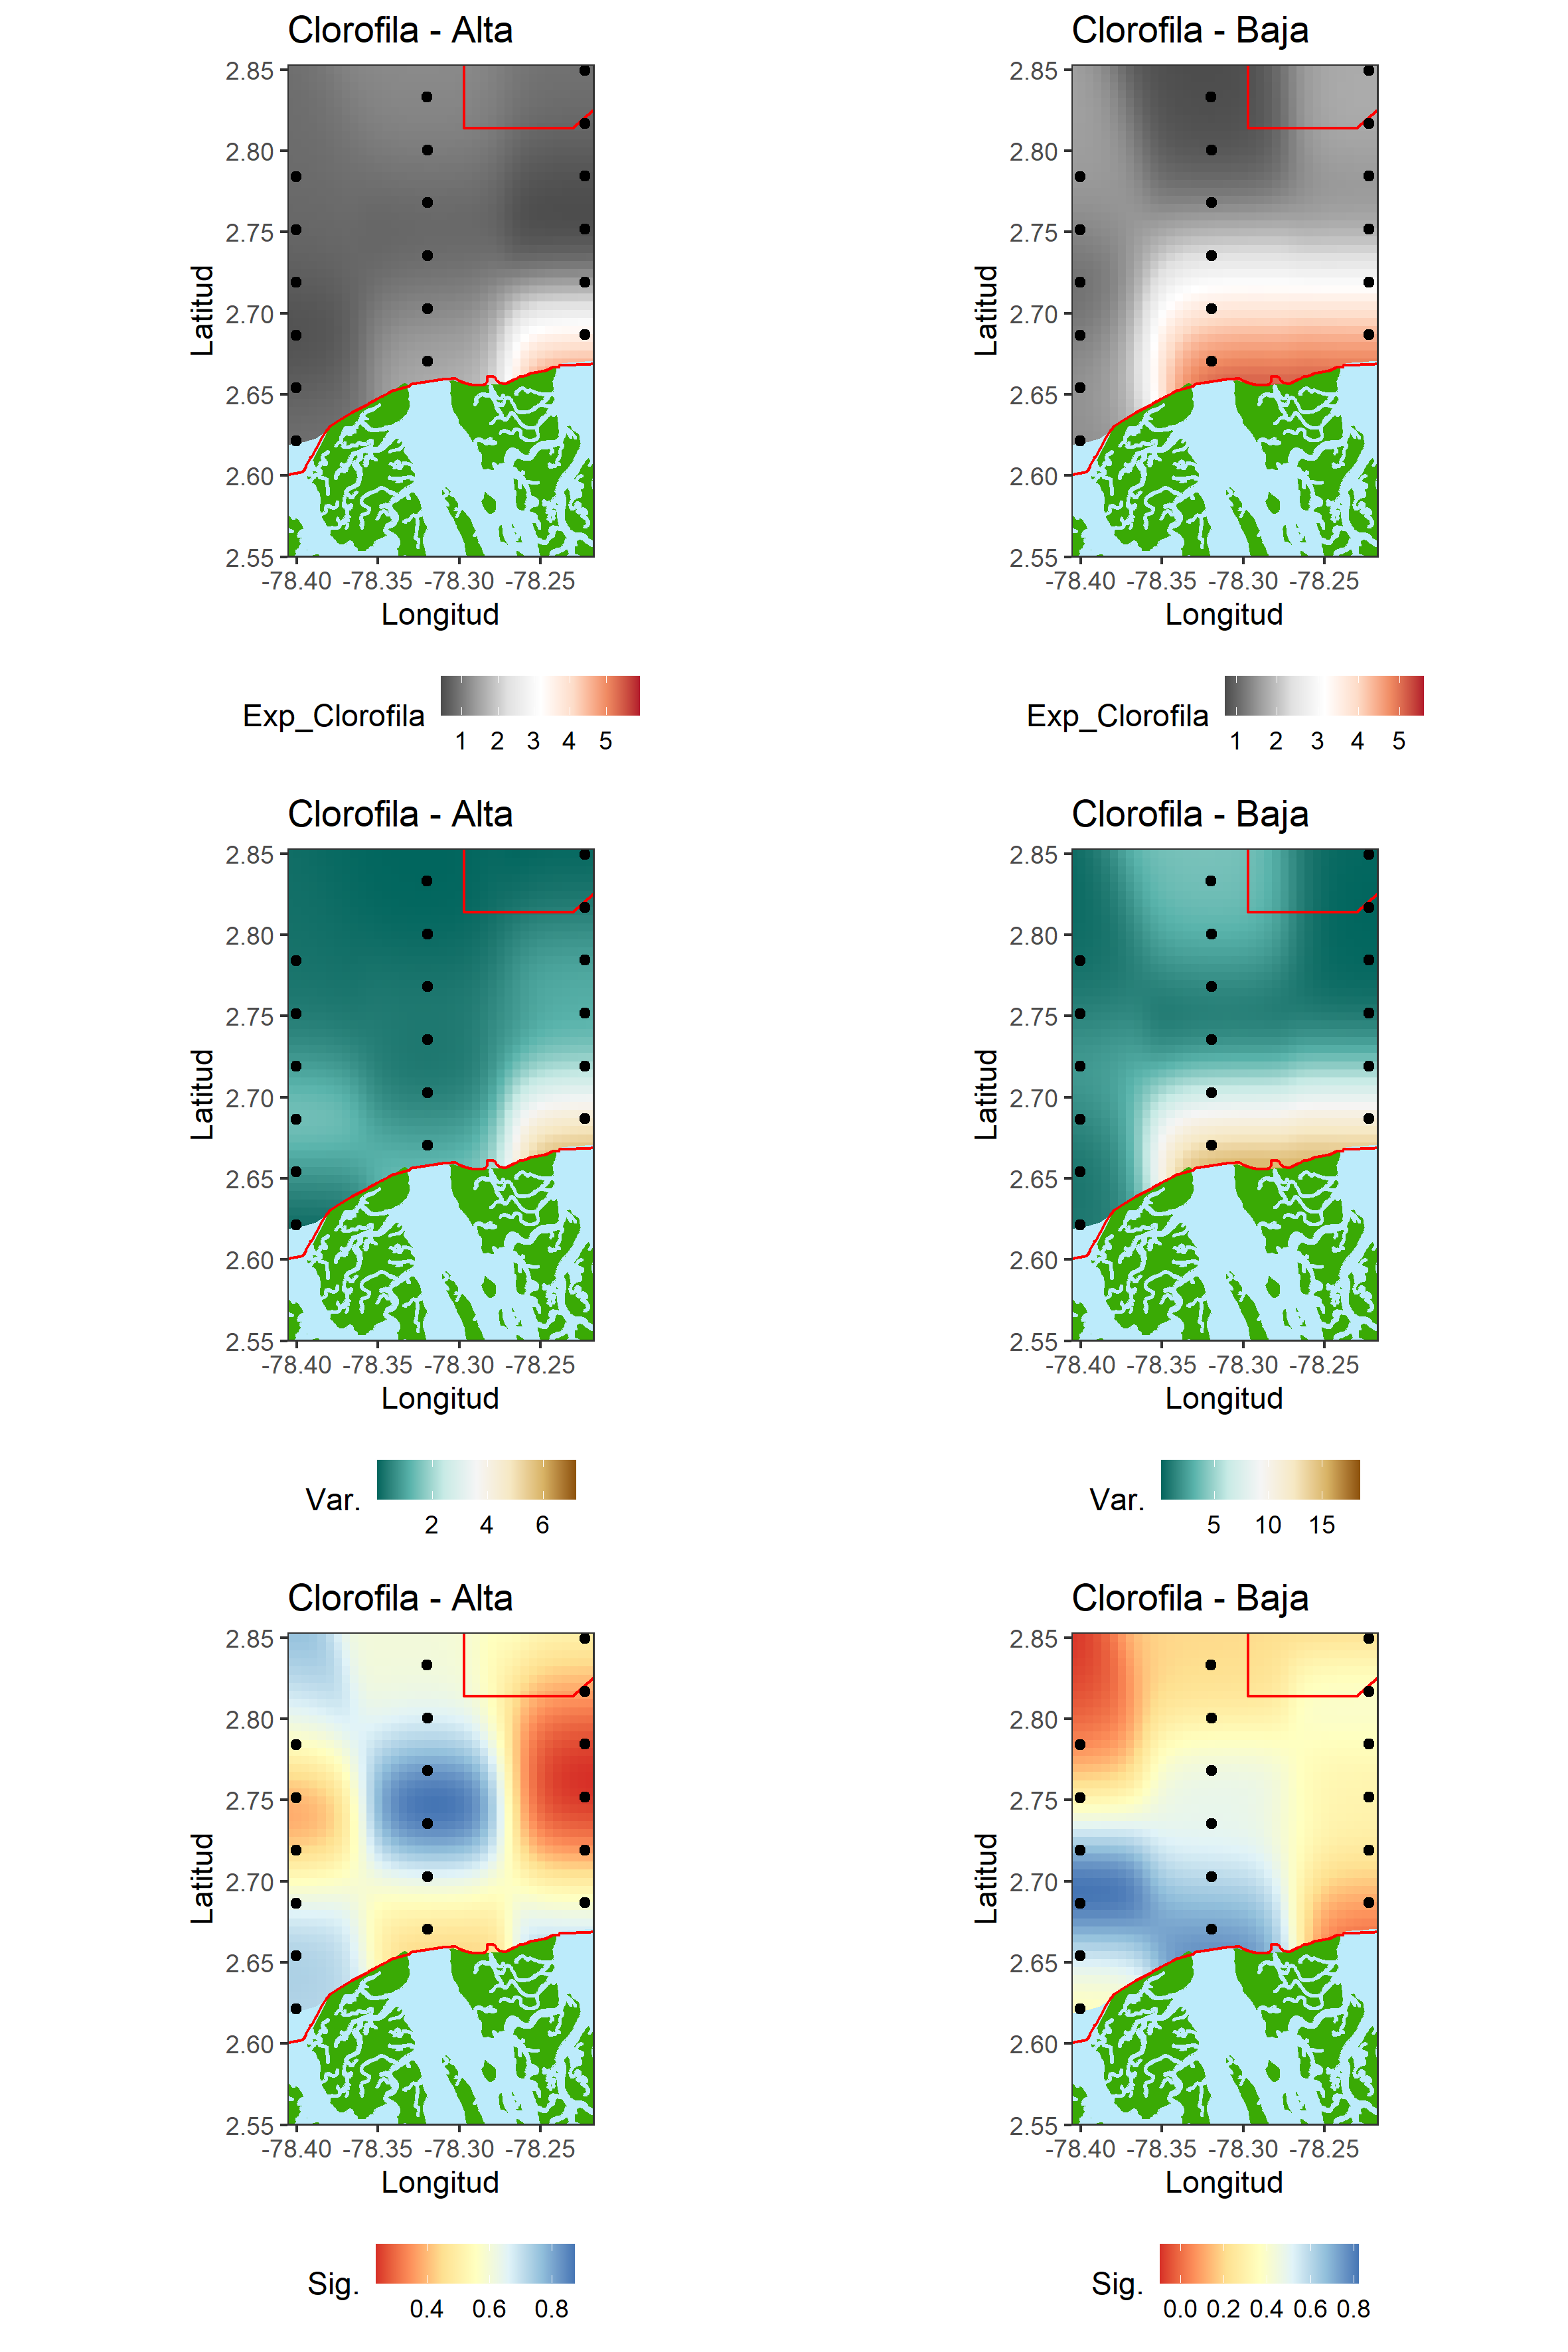 Clorofila - Alta
Clorofila - Baja
2.85
2.80
2.75
2.70
2.65
2.60
2.55
Latitud
-78.40 -78.35 -78.30 -78.25
Longitud
Exp_Clorofila
1 2 3 4 5
2.85
2.80
2.75
2.70
2.65
2.60
2.55
Latitud
-78.40 -78.35 -78.30 -78.25
Longitud
Exp_Clorofila
1 2 3 4 5
Clorofila - Alta
Clorofila - Baja
2.85
2.80
2.75
2.70
2.65
2.60
2.55
Latitud
-78.40 -78.35 -78.30 -78.25
Longitud
Var.
2 4 6
2.85
2.80
2.75
2.70
2.65
2.60
2.55
Latitud
-78.40 -78.35 -78.30 -78.25
Longitud
Var.
5 10 15
Clorofila - Alta
Clorofila - Baja
2.85
2.80
2.75
2.70
2.65
2.60
2.55
Latitud
-78.40 -78.35 -78.30 -78.25
Longitud
Sig.
0.4 0.6 0.8
2.85
2.80
2.75
2.70
2.65
2.60
2.55
Latitud
-78.40 -78.35 -78.30 -78.25
Longitud
Sig.
0.0 0.2 0.4 0.6 0.8